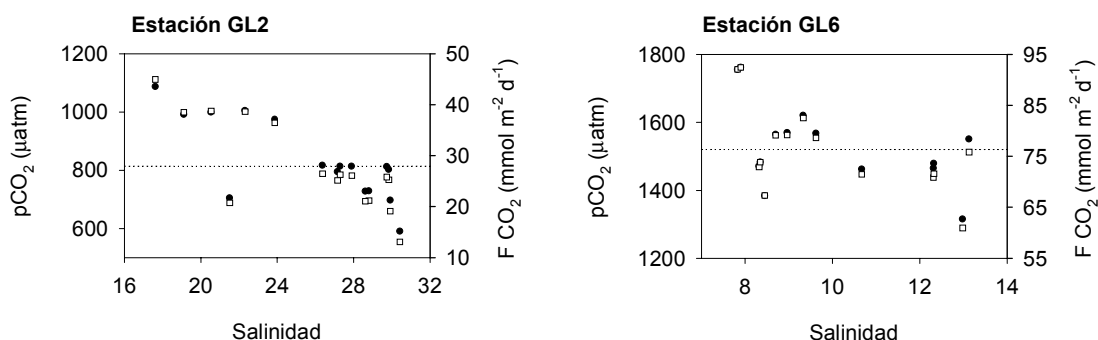 Estación GL2
Estación GL6
1200
1000
800
600
pCO₂ (μatm)
50
40
30
20
10
F CO₂ (mmol m⁻² d⁻¹)
16 20 24 28 32
Salinidad
1800
1600
1400
1200
pCO₂ (μatm)
95
85
75
65
55
F CO₂ (mmol m⁻² d⁻¹)
8 10 12 14
Salinidad